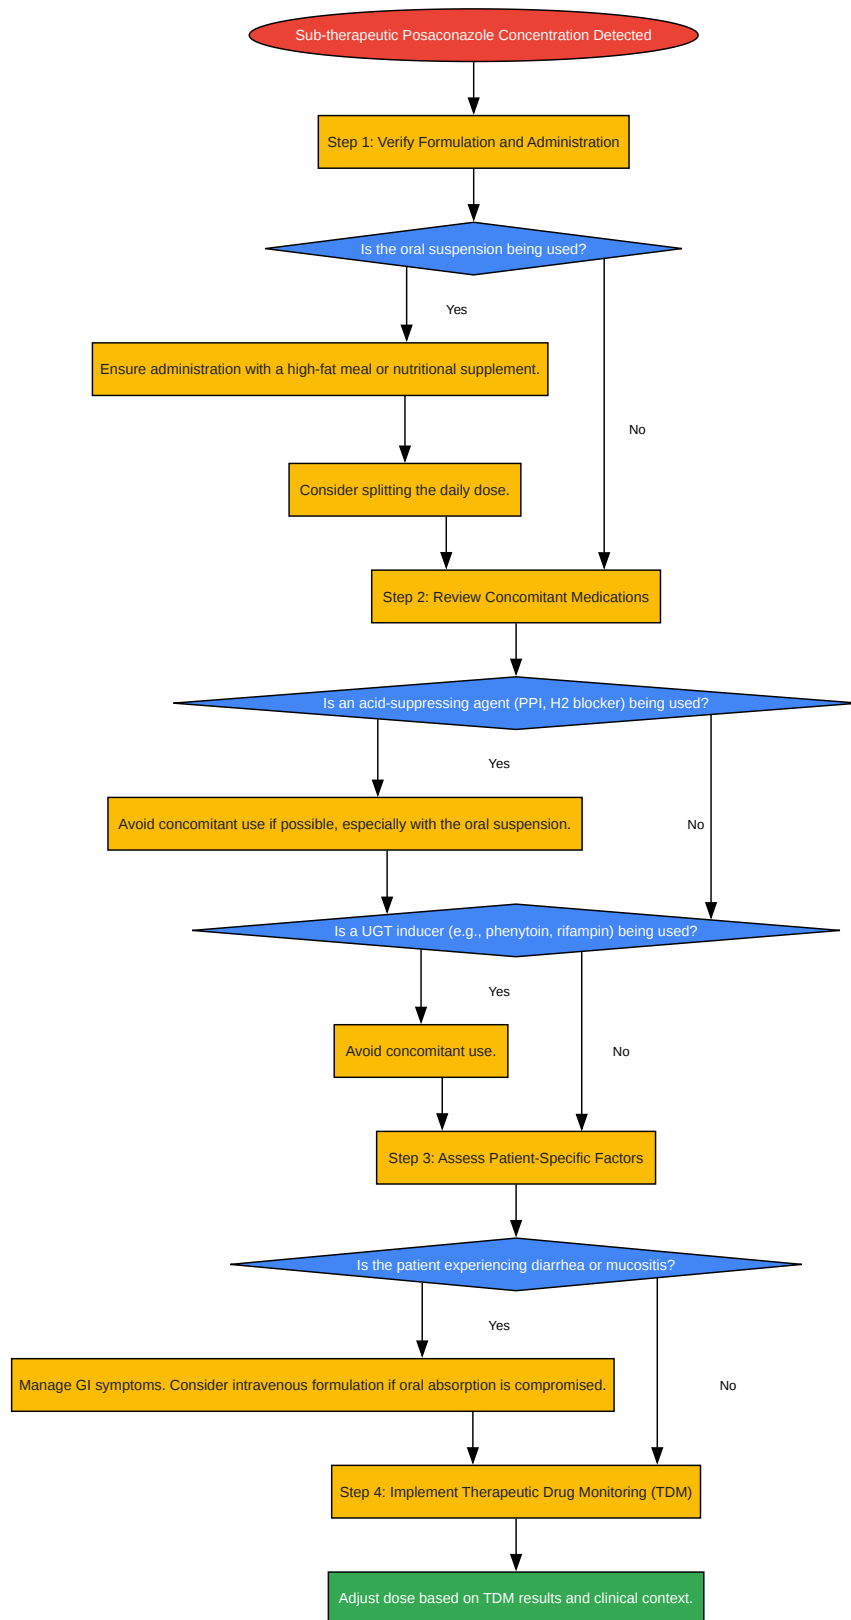 Sub-therapeutic Posaconazole Concentration Detected
Step 1: Verify Formulation and Administration
Is the oral suspension being used?
Yes
Ensure administration with a high-fat meal or nutritional supplement.
No
Consider splitting the daily dose.
Step 2: Review Concomitant Medications
Is an acid-suppressing agent (PPI, H2 blocker) being used?
Yes
Avoid concomitant use if possible, especially with the oral suspension.
No
Is a UGT inducer (e.g., phenytoin, rifampin) being used?
Yes
Avoid concomitant use.
No
Step 3: Assess Patient-Specific Factors
Is the patient experiencing diarrhea or mucositis?
Yes
Manage GI symptoms. Consider intravenous formulation if oral absorption is compromised.
No
Step 4: Implement Therapeutic Drug Monitoring (TDM)
Adjust dose based on TDM results and clinical context.